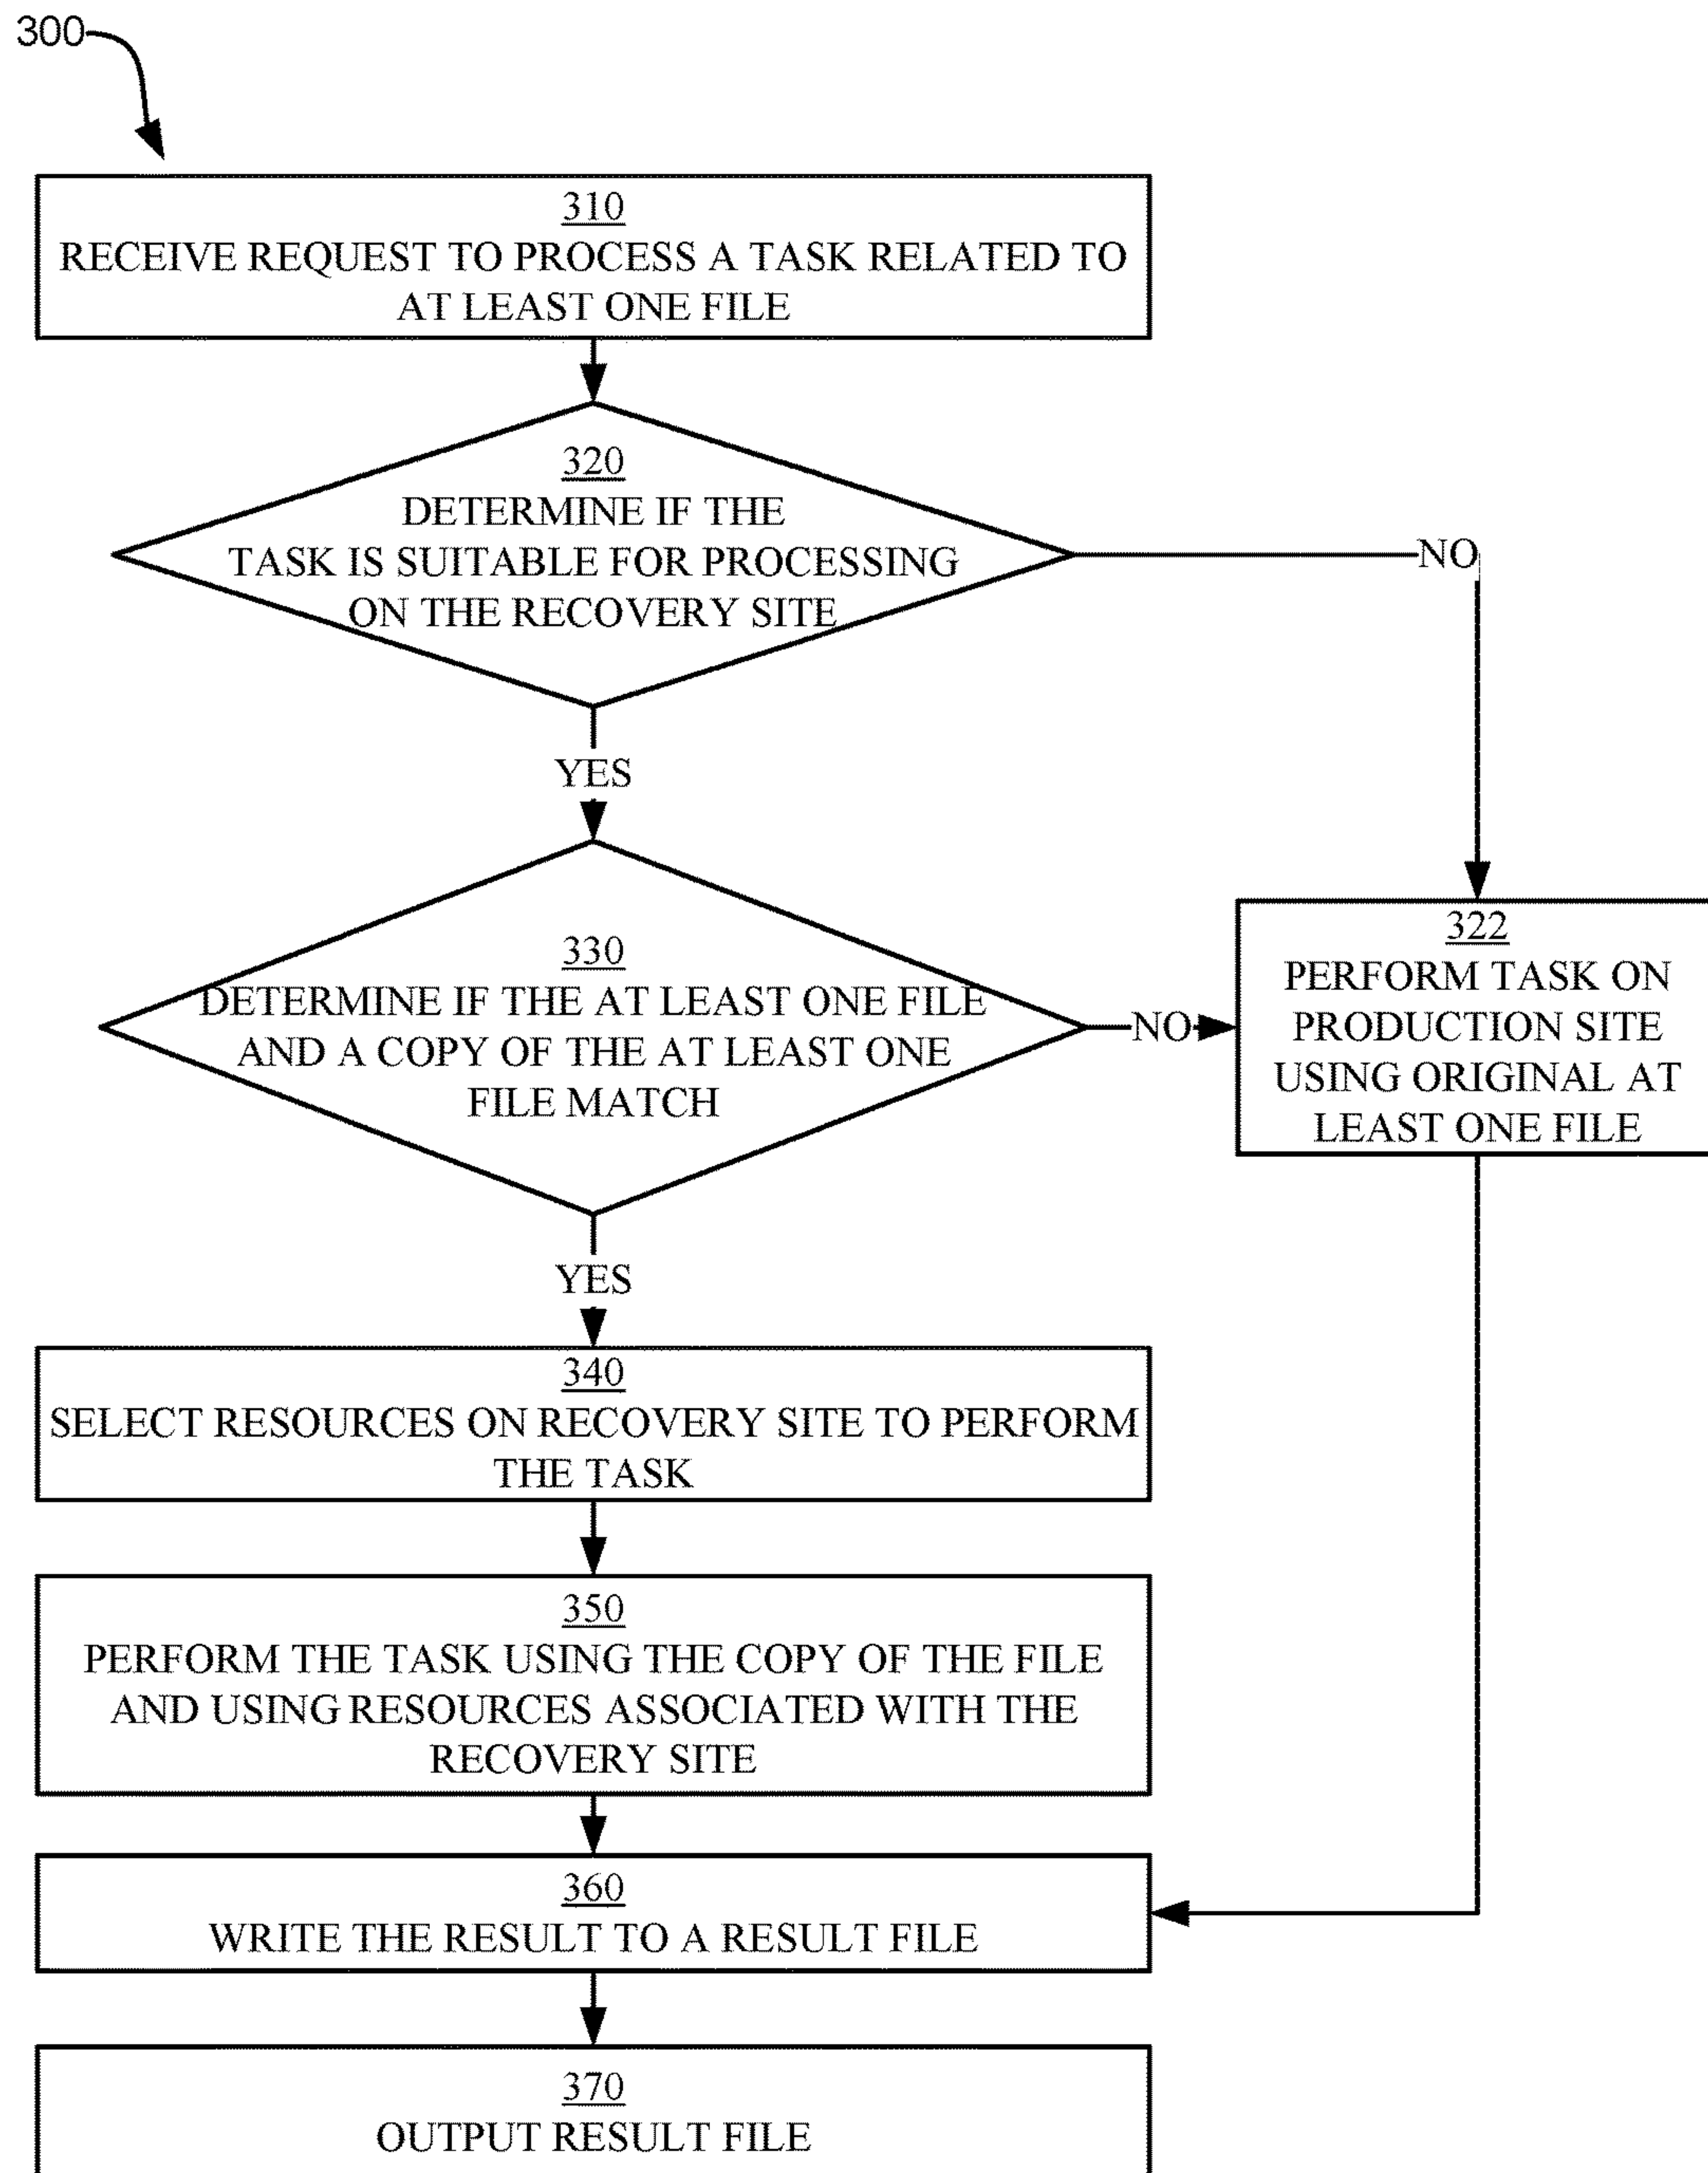 300
310
RECEIVE REQUEST TO PROCESS A TASK RELATED TO
AT LEAST ONE FILE
320
DETERMINE IF THE
TASK IS SUITABLE FOR PROCESSING
ON THE RECOVERY SITE
NO
YES
330
DETERMINE IF THE AT LEAST ONE FILE
AND A COPY OF THE AT LEAST ONE
FILE MATCH
NO
322
PERFORM TASK ON
PRODUCTION SITE
USING ORIGINAL AT
LEAST ONE FILE
YES
340
SELECT RESOURCES ON RECOVERY SITE TO PERFORM
THE TASK
350
PERFORM THE TASK USING THE COPY OF THE FILE
AND USING RESOURCES ASSOCIATED WITH THE
RECOVERY SITE
360
WRITE THE RESULT TO A RESULT FILE
370
OUTPUT RESULT FILE